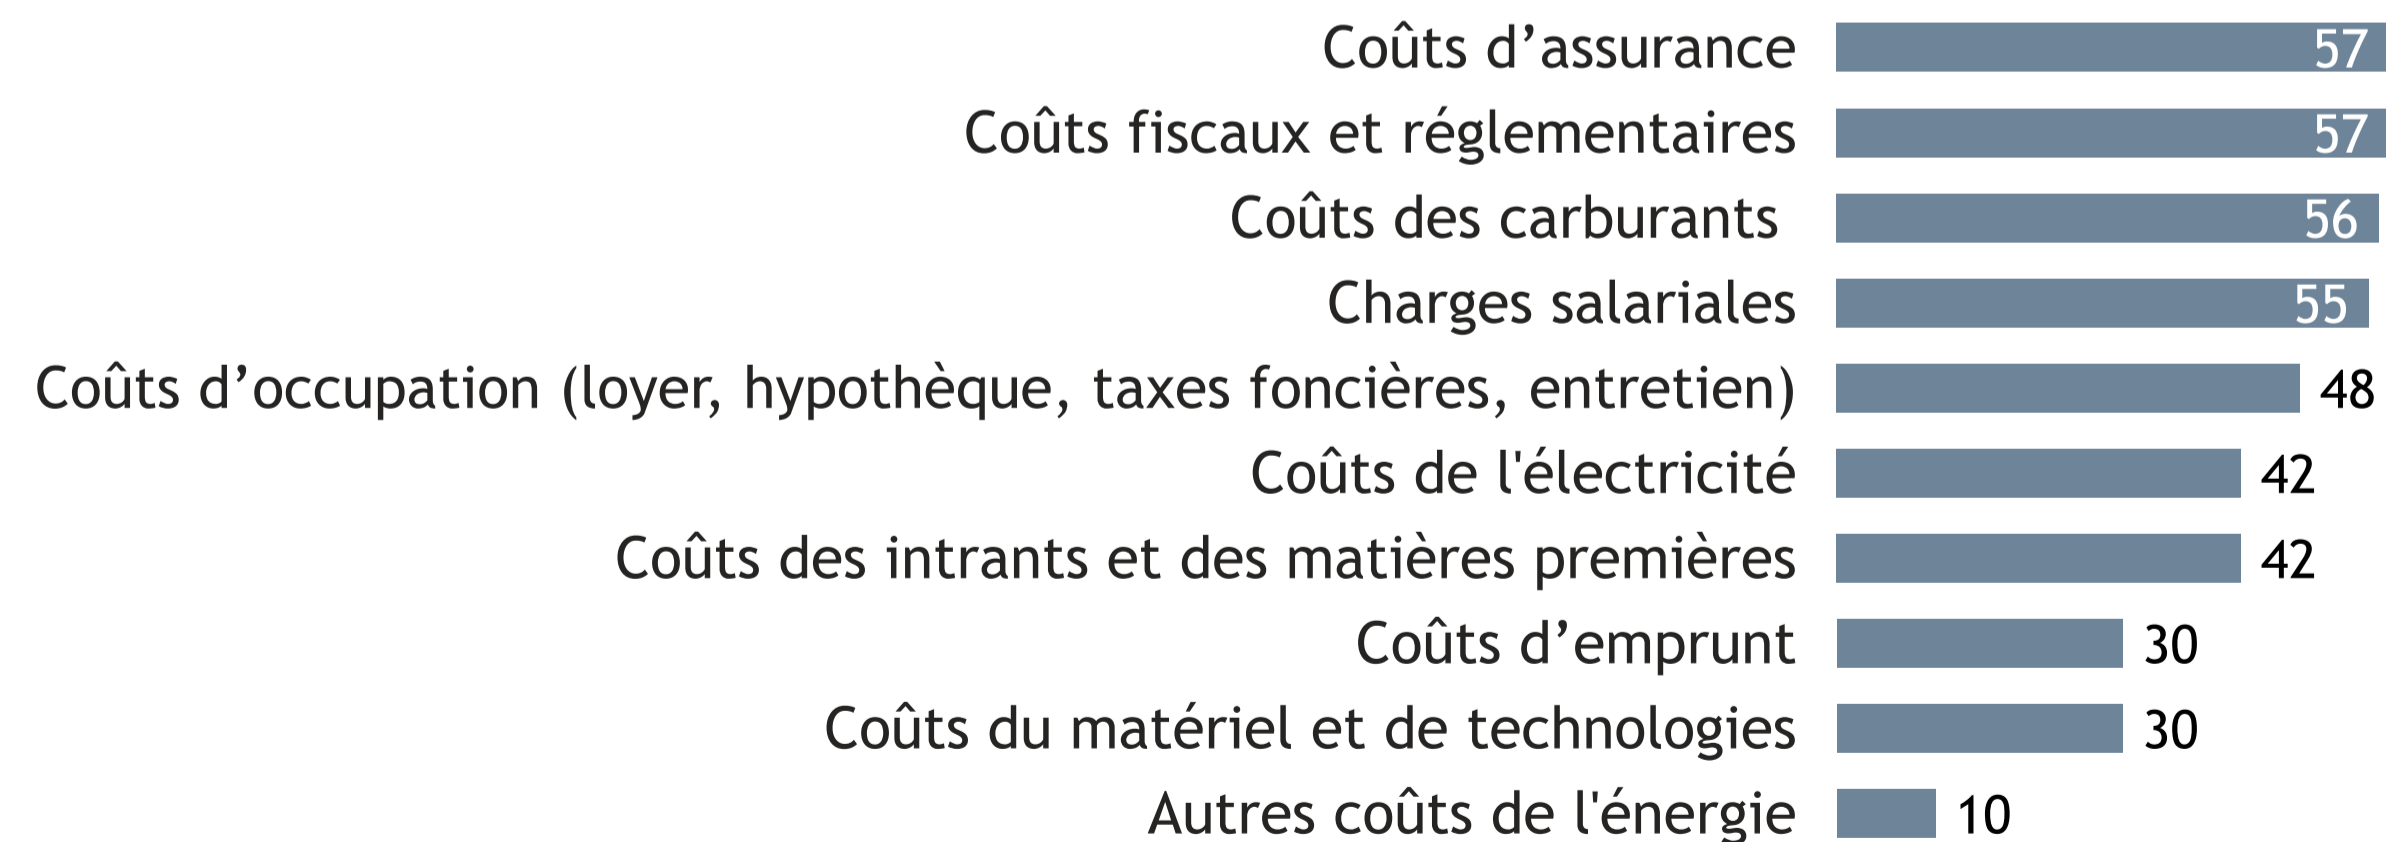 Coûts d’assurance 57
Coûts fiscaux et réglementaires 57
Coûts des carburants 56
Charges salariales 55
Coûts d’occupation (loyer, hypothèque, taxes foncières, entretien) 48
Coûts de l'électricité 42
Coûts des intrants et des matières premières 42
Coûts d’emprunt 30
Coûts du matériel et de technologies 30
Autres coûts de l'énergie 10